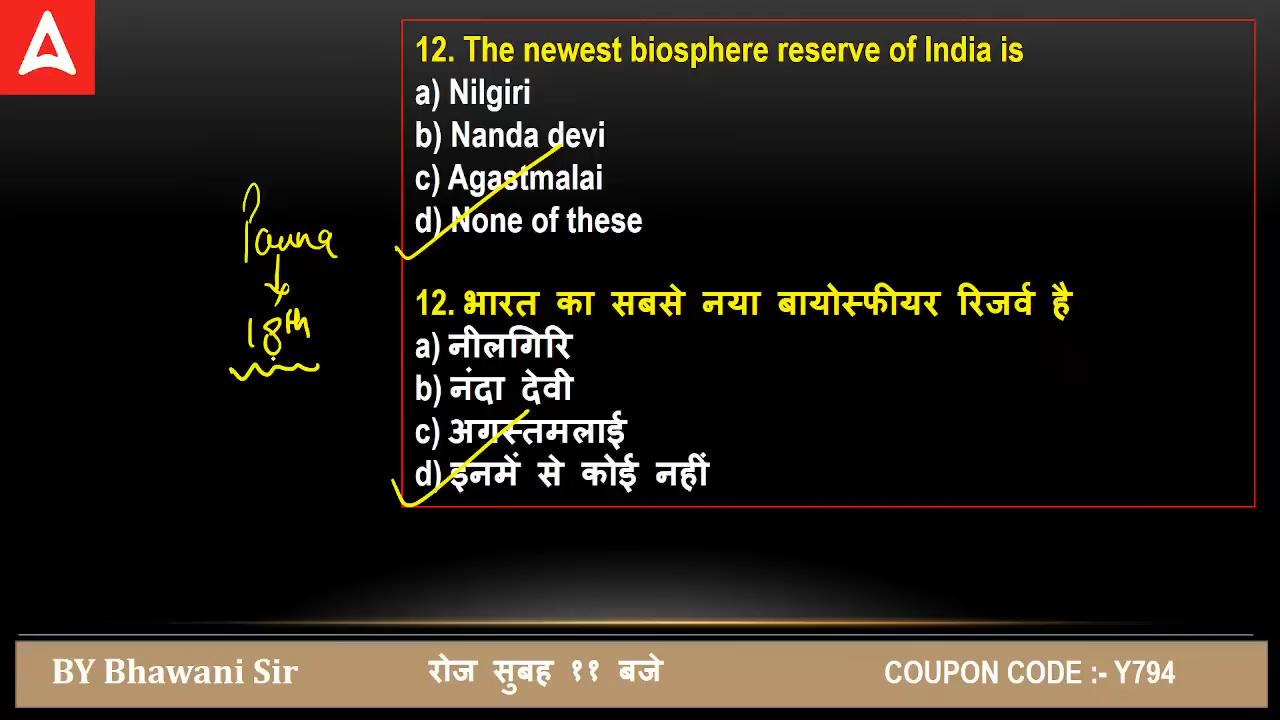 12. The newest biosphere reserve of India is
a) Nilgiri
b) Nanda devi
c) Agastmalai
d) None of these
Panna
18th
12. भारत का सबसे नया बायोस्फीयर रिजर्व है
a) नीलगिरि
b) नंदा देवी
c) अगस्तमलाई
d) इनमें से कोई नहीं
BY Bhawani Sir रोज सुबह ११ बजे COUPON CODE :- Y794